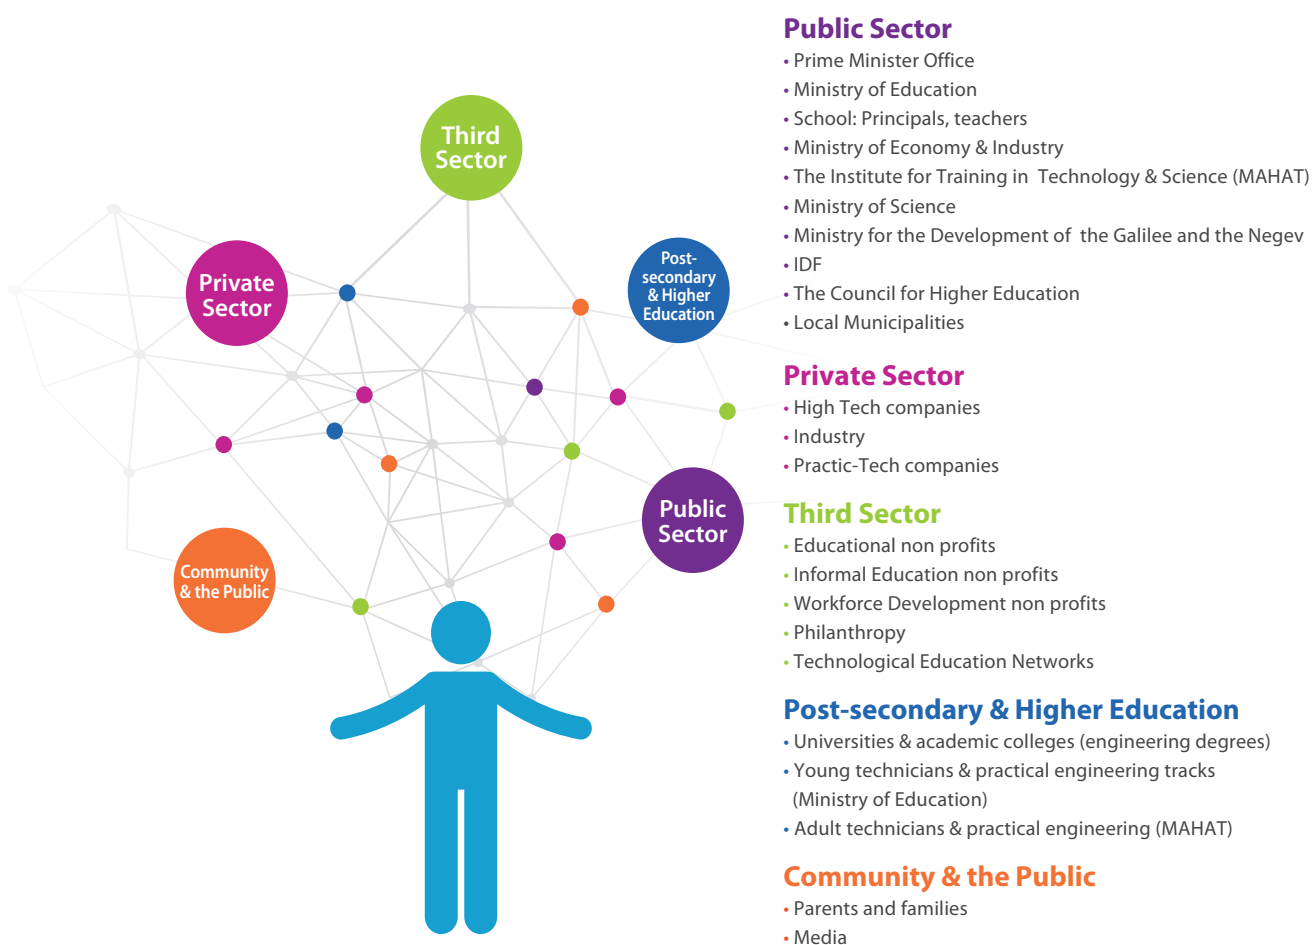 Third
Sector
Private
Sector
Post-
secondary
& Higher
Education
Public
Sector
Community
& the Public
Public Sector
• Prime Minister Office
• Ministry of Education
• School: Principals, teachers
• Ministry of Economy & Industry
• The Institute for Training in Technology & Science (MAHAT)
• Ministry of Science
• Ministry for the Development of the Galilee and the Negev
• IDF
• The Council for Higher Education
• Local Municipalities
Private Sector
• High Tech companies
• Industry
• Practic-Tech companies
Third Sector
• Educational non profits
• Informal Education non profits
• Workforce Development non profits
• Philanthropy
• Technological Education Networks
Post-secondary & Higher Education
• Universities & academic colleges (engineering degrees)
• Young technicians & practical engineering tracks
(Ministry of Education)
• Adult technicians & practical engineering (MAHAT)
Community & the Public
• Parents and families
• Media